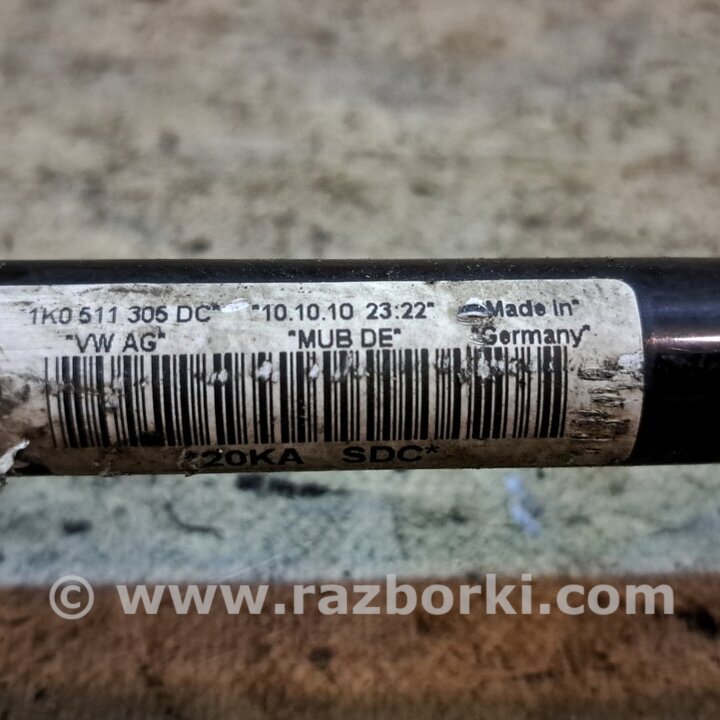 1K0 511 305 DC* "10.10.10 23:22" "Made in"
"VW AG" "MUB DE" "Germany"
*20KA SDC*
© www.razborki.com